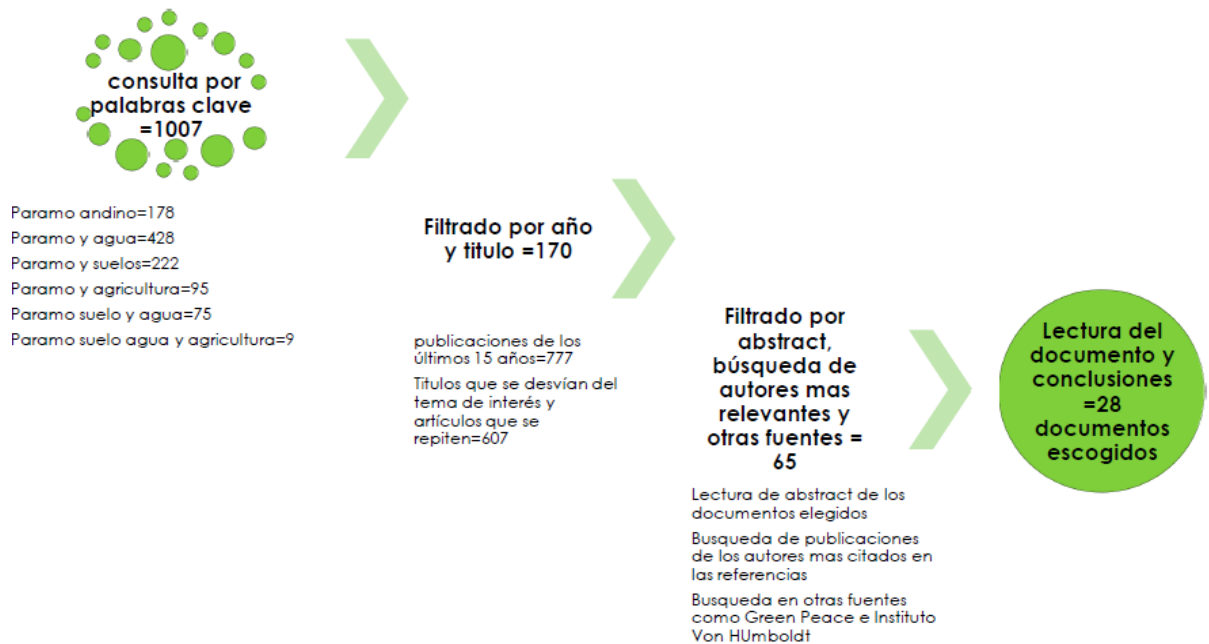 consulta por
palabras clave
=1007
Paramo andino=178
Paramo y agua=428
Paramo y suelos=222
Paramo y agricultura=95
Paramo suelo y agua=75
Paramo suelo agua y agricultura=9
Filtrado por año
y titulo =170
publicaciones de los
últimos 15 años=777
Titulos que se desvían del
tema de interés y
artículos que se
repiten=607
Filtrado por
abstract,
búsqueda de
autores mas
relevantes y
otras fuentes =
65
Lectura de abstract de los
documentos elegidos
Busqueda de publicaciones
de los autores mas citados en
las referencias
Busqueda en otras fuentes
como Green Peace e Instituto
Von HUmboldt
Lectura del
documento y
conclusiones
=28
documentos
escogidos